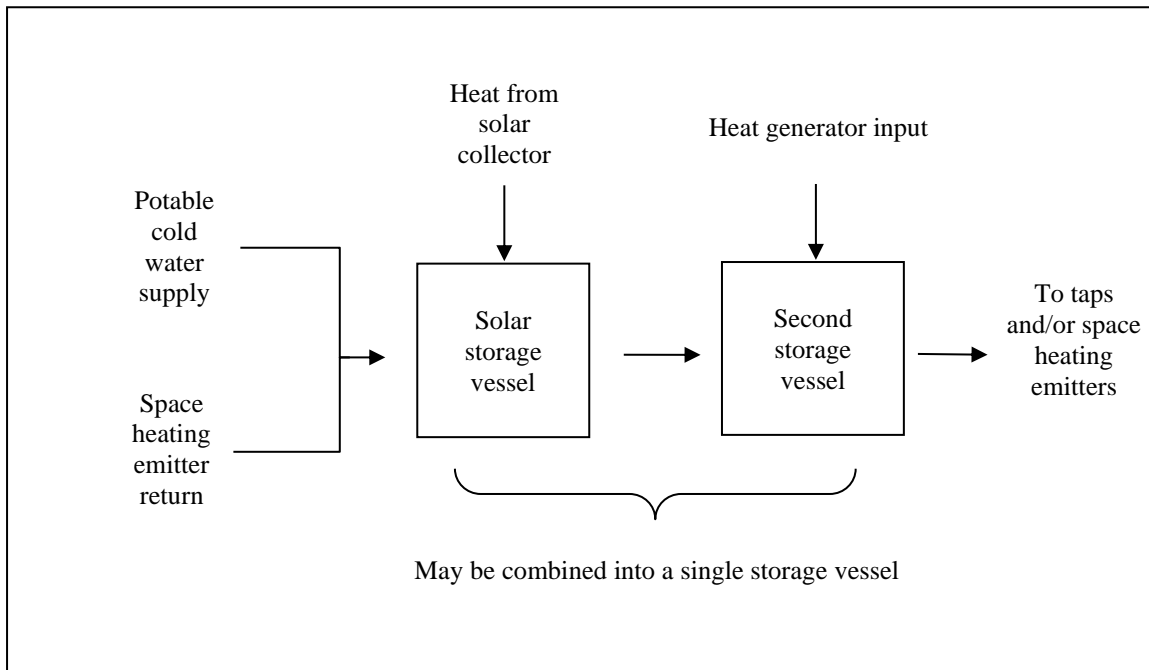 Heat from
solar
collector
Heat generator input
Potable
cold
water
supply
Solar
storage
vessel
Second
storage
vessel
To taps
and/or space
heating
emitters
Space
heating
emitter
return
May be combined into a single storage vessel